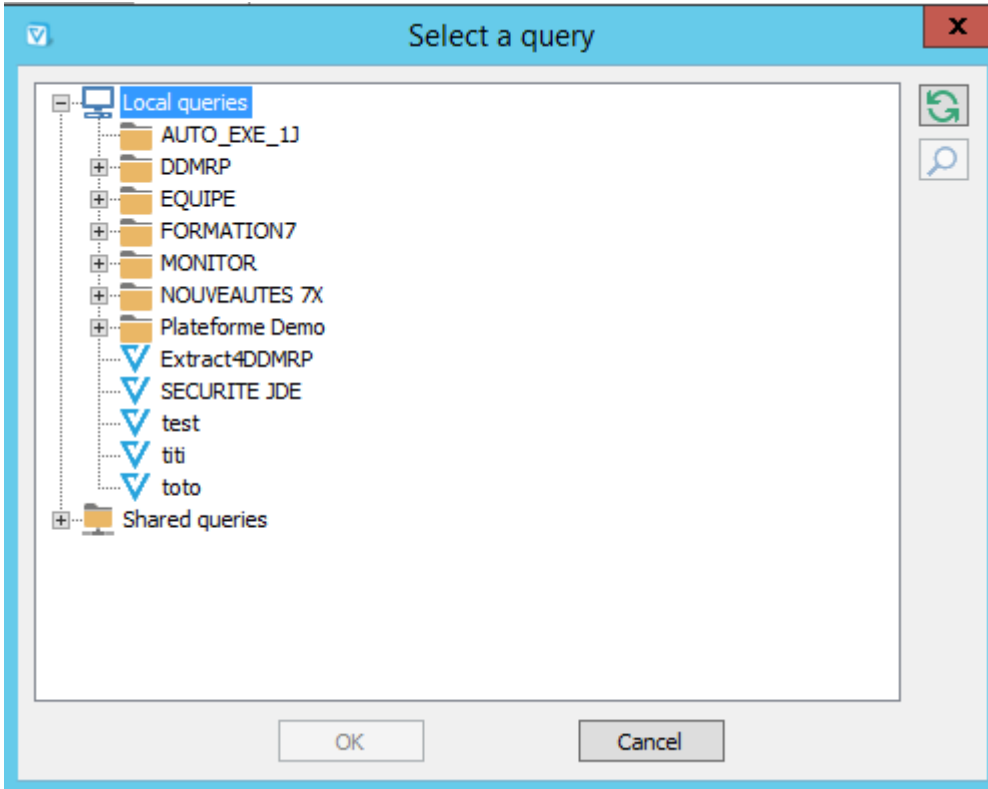 Select a query
Local queries
AUTO_EXE_1J
DDMRP
EQUIPE
FORMATION7
MONITOR
NOUVEAUTES 7X
Plateforme Demo
Extract4DDMRP
SECURITE JDE
test
titi
toto
Shared queries
OK
Cancel